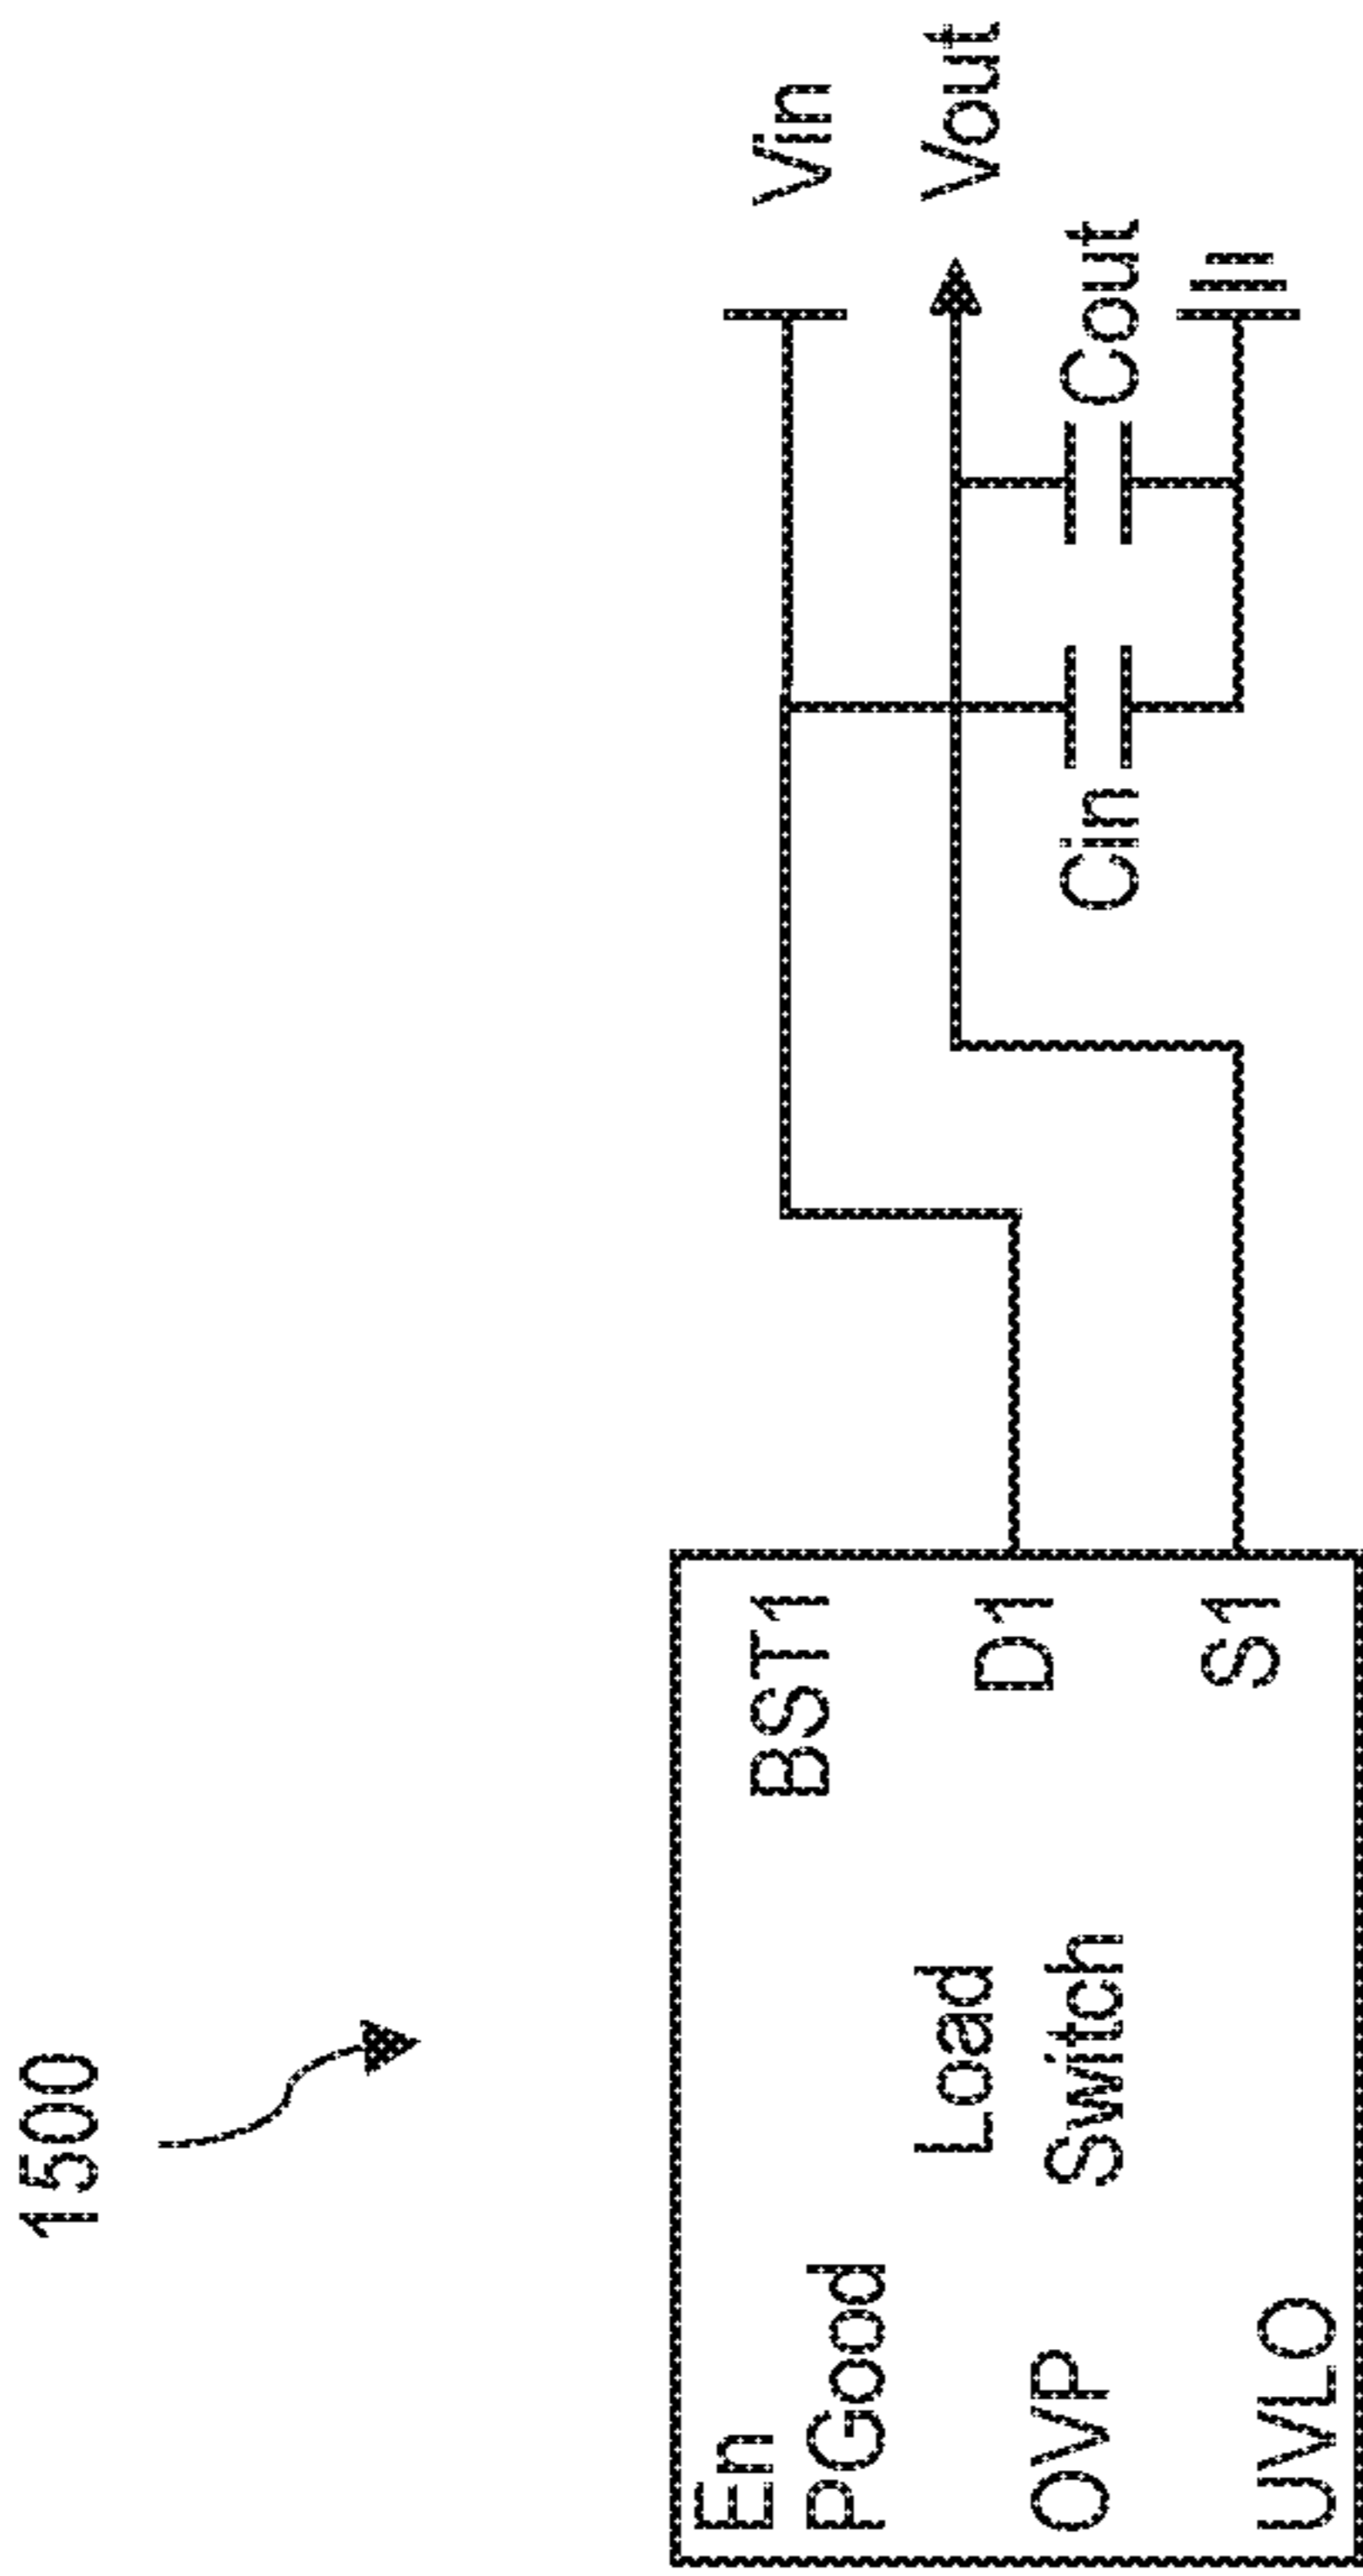 1500
En
PGood
OVP
UVLO
Load
Switch
BST1
D1
S1
Cin
Cout
Vin
Vout